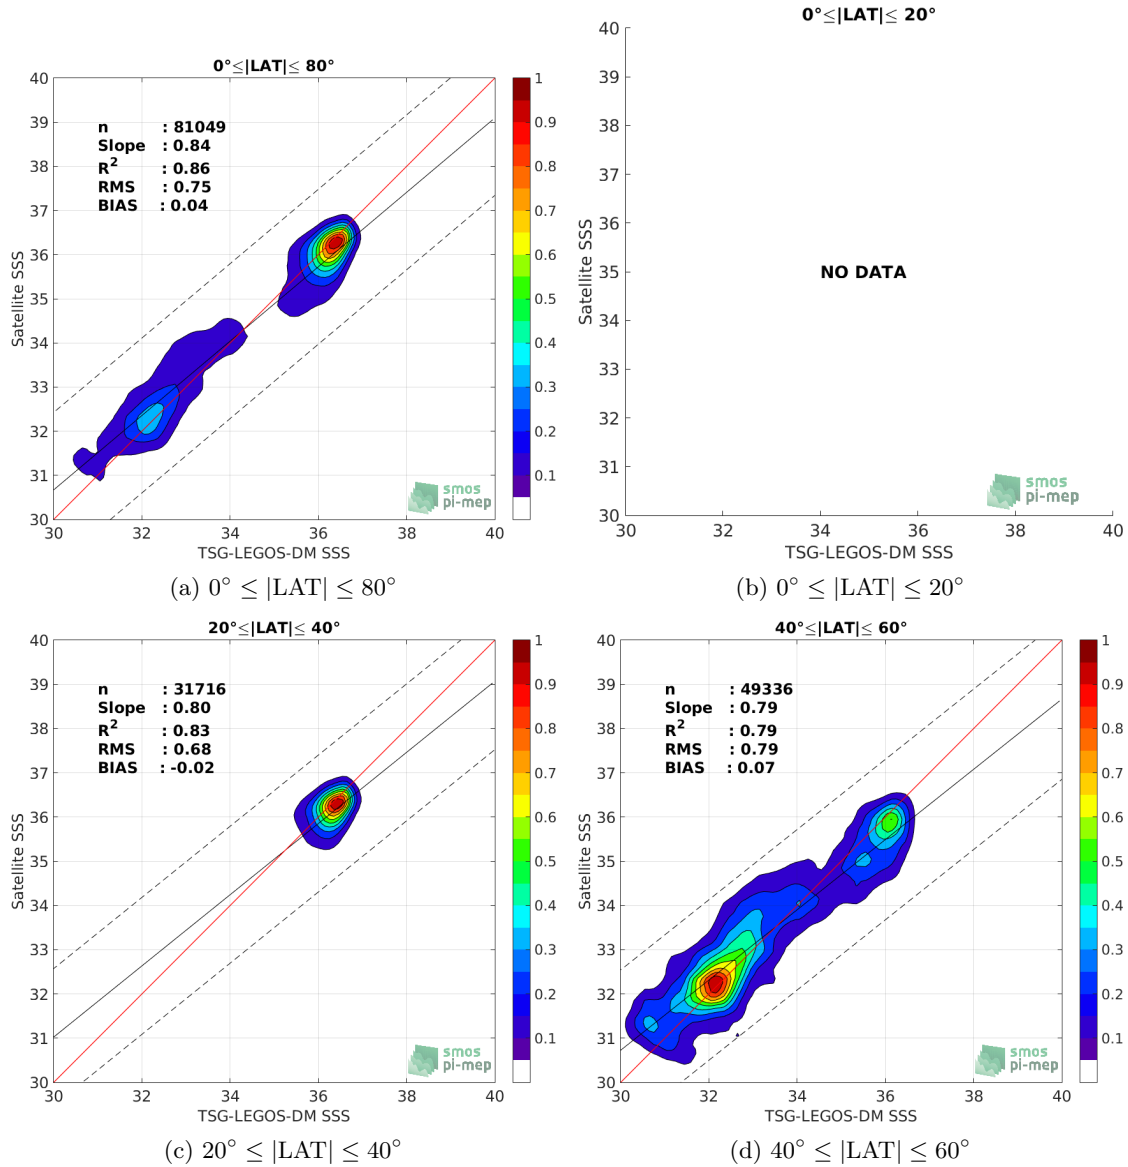 0°≤|LAT|≤ 80°
n : 81049
Slope : 0.84
R² : 0.86
RMS : 0.75
BIAS : 0.04
40
39
38
37
36
35
34
33
32
31
30
30 32 34 36 38 40
Satellite SSS
TSG-LEGOS-DM SSS
1
0.9
0.8
0.7
0.6
0.5
0.4
0.3
0.2
0.1
smos
pi-mep
(a) 0° ≤ |LAT| ≤ 80°
0°≤|LAT|≤ 20°
40
39
38
37
36
35
34
33
32
31
30
30 32 34 36 38 40
Satellite SSS
NO DATA
TSG-LEGOS-DM SSS
smos
pi-mep
(b) 0° ≤ |LAT| ≤ 20°
20°≤|LAT|≤ 40°
n : 31716
Slope : 0.80
R² : 0.83
RMS : 0.68
BIAS : -0.02
40
39
38
37
36
35
34
33
32
31
30
30 32 34 36 38 40
Satellite SSS
TSG-LEGOS-DM SSS
1
0.9
0.8
0.7
0.6
0.5
0.4
0.3
0.2
0.1
smos
pi-mep
(c) 20° ≤ |LAT| ≤ 40°
40°≤|LAT|≤ 60°
n : 49336
Slope : 0.79
R² : 0.79
RMS : 0.79
BIAS : 0.07
40
39
38
37
36
35
34
33
32
31
30
30 32 34 36 38 40
Satellite SSS
TSG-LEGOS-DM SSS
1
0.9
0.8
0.7
0.6
0.5
0.4
0.3
0.2
0.1
smos
pi-mep
(d) 40° ≤ |LAT| ≤ 60°